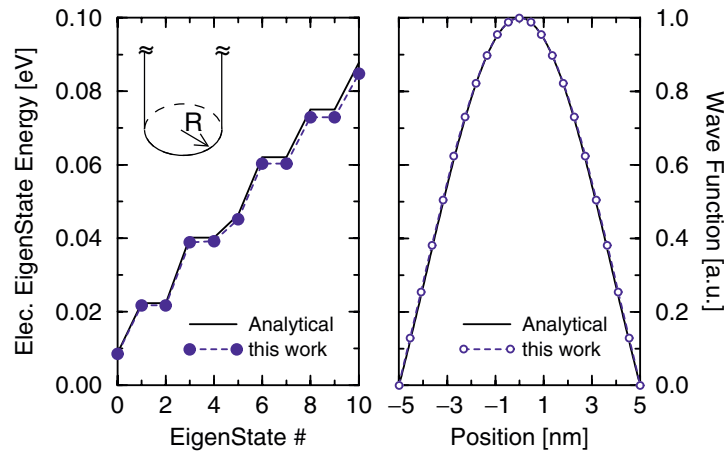 Elec. EigenState Energy [eV]
0.10
0.08
0.06
0.04
0.02
0.00
≈ ≈
R
Analytical
this work
0 2 4 6 8 10
EigenState #
Analytical
this work
−5 −3 −1 1 3 5
Position [nm]
1.0
0.8
0.6
0.4
0.2
0.0
Wave Function [a.u.]